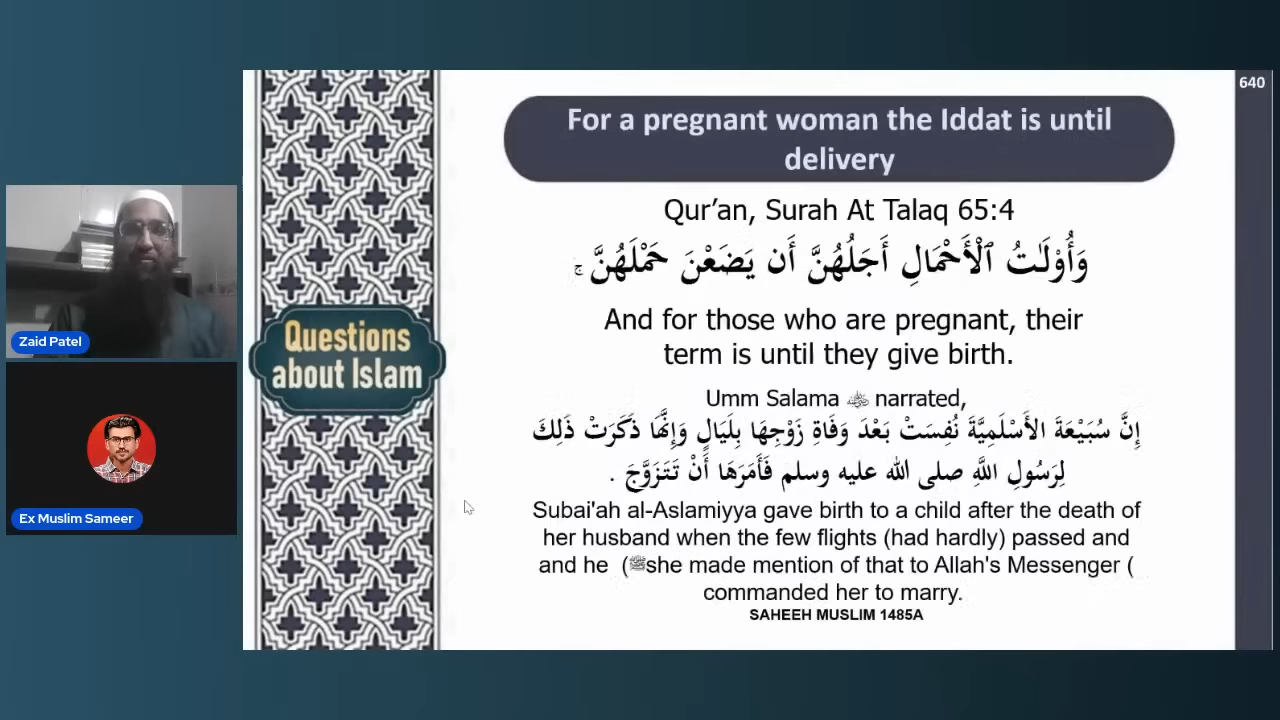 640
For a pregnant woman the Iddat is until
delivery
Qur’an, Surah At Talaq 65:4
وَأُوْلَـٰتُ ٱلْأَحْمَالِ أَجَلُهُنَّ أَن يَضَعْنَ حَمْلَهُنَّ ۚ
And for those who are pregnant, their
term is until they give birth.
Umm Salama narrated,
إِنَّ سُبَيْعَةَ الأَسْلَمِيَّةَ نُفِسَتْ بَعْدَ وَفَاةِ زَوْجِهَا بِلَيَالٍ وَإِنَّهَا ذَكَرَتْ ذَلِكَ
لِرَسُولِ اللَّهِ صلى الله عليه وسلم فَأَمَرَهَا أَنْ تَتَزَوَّجَ .
Subai'ah al-Aslamiyya gave birth to a child after the death of
her husband when the few flights (had hardly) passed and
and he (ﷺshe made mention of that to Allah's Messenger (
commanded her to marry.
SAHEEH MUSLIM 1485A
Questions
about Islam
Zaid Patel
Ex Muslim Sameer